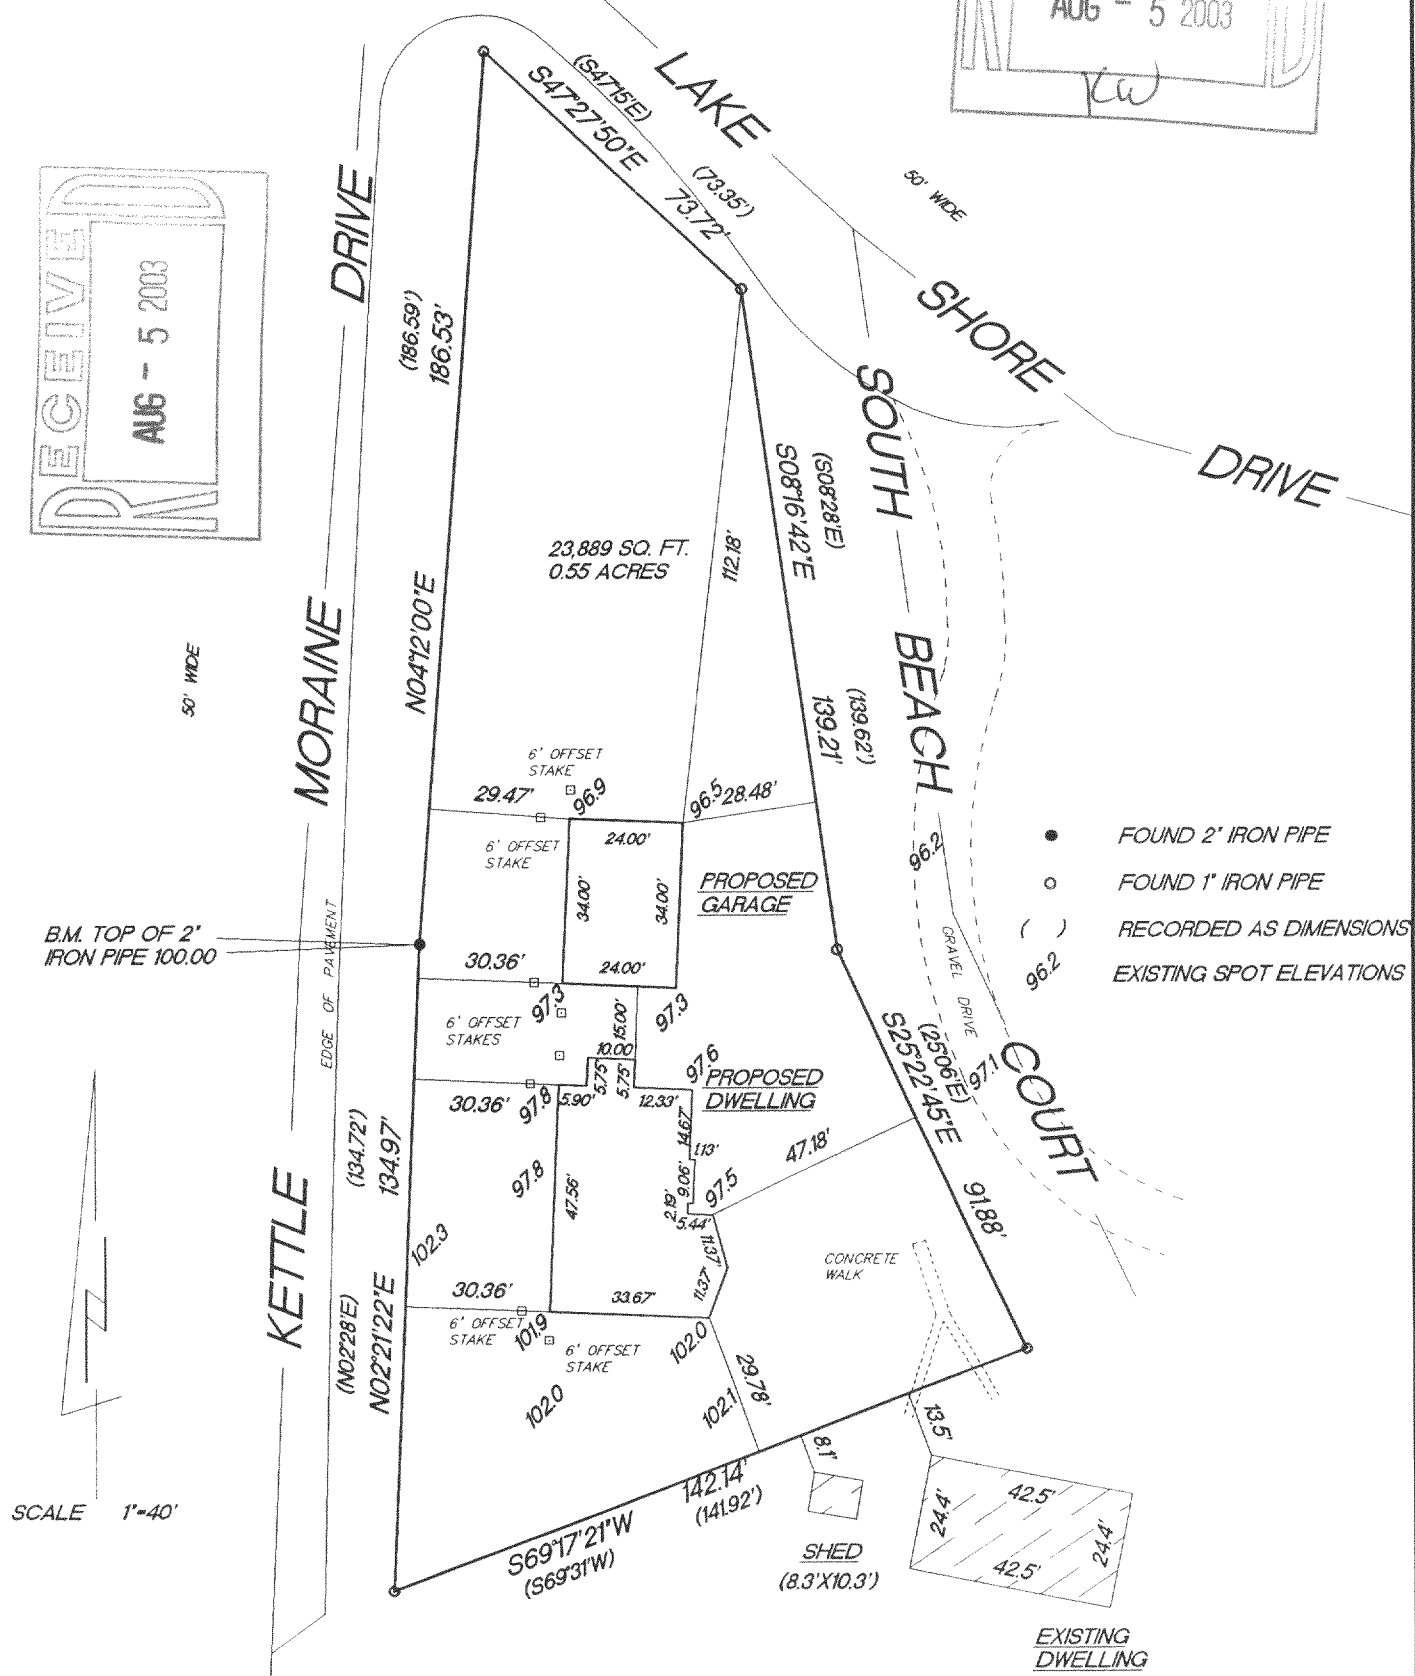 AUG - 5 2003
KW
RECEIVED
AUG - 5 2003
LAKE
SHORE
DRIVE
50' WIDE
(S47°15'E)
S47°27'50"E
(73.35')
73.72'
KETTLE
MORAINE
DRIVE
50' WIDE
EDGE OF PAVEMENT
(186.59')
186.53'
N04°12'00"E
23,889 SQ. FT.
0.55 ACRES
112.18'
(S08°28'E)
S08°16'42"E
(139.62')
139.21'
SOUTH
BEACH
COURT
6' OFFSET
STAKE
29.47'
96.9
96.5
28.48'
24.00'
6' OFFSET
STAKE
34.00'
34.00'
PROPOSED
GARAGE
96.2
GRAVEL DRIVE
FOUND 2" IRON PIPE
FOUND 1" IRON PIPE
( ) RECORDED AS DIMENSIONS
96.2 EXISTING SPOT ELEVATIONS
B.M. TOP OF 2"
IRON PIPE 100.00
30.36'
24.00'
97.3
97.3
6' OFFSET
STAKES
15.00'
10.00'
97.6
PROPOSED
DWELLING
97.1
(25°06'E)
S25°22'45"E
91.88'
30.36'
97.8
5.90'
5.75'
5.75'
12.33'
14.67'
1.13'
9.06'
2.19'
5.44'
97.5
47.18'
(134.72')
134.97'
97.8
47.56'
11.37'
11.37'
102.3
CONCRETE
WALK
(N02°28'E)
N02°21'22"E
30.36'
33.67'
6' OFFSET
STAKE
101.9
6' OFFSET
STAKE
102.0
29.78'
102.0
102.1
SCALE 1"=40'
142.14'
(141.92')
S69°17'21"W
(S69°31'W)
8.1'
13.5'
SHED
(8.3'X10.3')
42.5'
24.4'
24.4'
42.5'
EXISTING
DWELLING